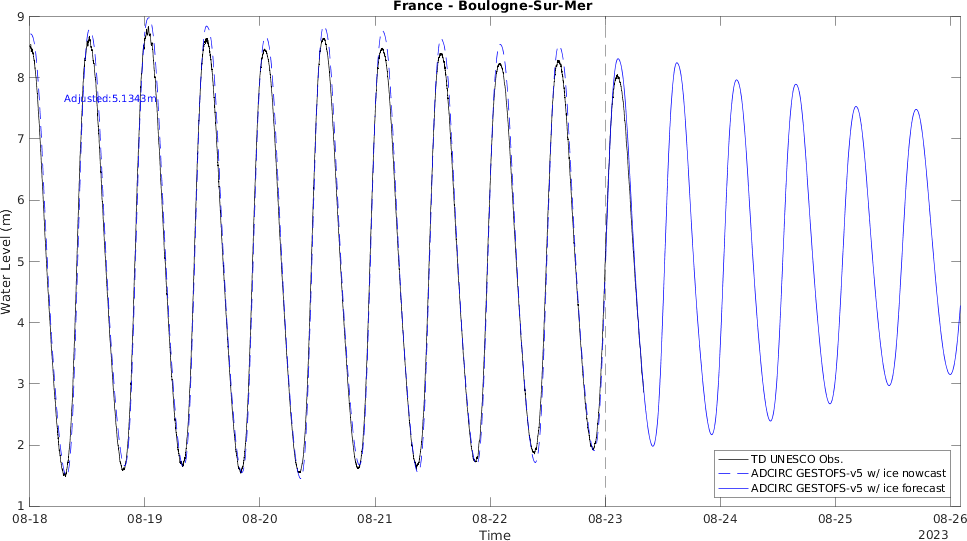 France - Boulogne-Sur-Mer
9
8
7
6
5
4
3
2
1
Water Level (m)
Adjusted:5.1343m
TD UNESCO Obs.
ADCIRC GESTOFS-v5 w/ ice nowcast
ADCIRC GESTOFS-v5 w/ ice forecast
08-18 08-19 08-20 08-21 08-22 08-23 08-24 08-25 08-26
Time
2023